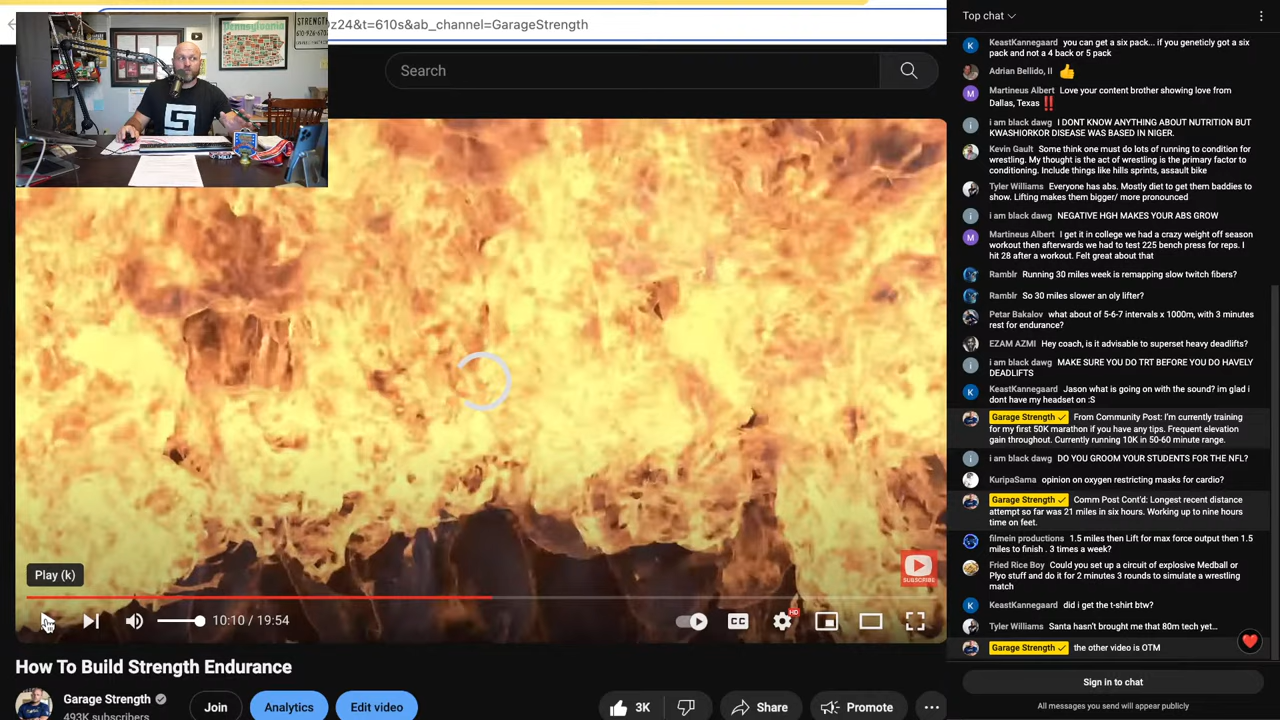 z24&t=610s&ab_channel=GarageStrength
Pennsylvania
STRENGTH
Search
Play (k)
SUBSCRIBE
10:10 / 19:54
CC
HD
How To Build Strength Endurance
Garage Strength
493K subscribers
Join
Analytics
Edit video
3K
Share
Promote
Top chat
K
KeastKannegaard you can get a six pack... if you geneticly got a six
pack and not a 4 back or 5 pack
Adrian Bellido, II 👍
M
Martineus Albert Love your content brother showing love from
Dallas, Texas ‼️
i
i am black dawg I DONT KNOW ANYTHING ABOUT NUTRITION BUT
KWASHIORKOR DISEASE WAS BASED IN NIGER.
Kevin Gault Some think one must do lots of running to condition for
wrestling. My thought is the act of wrestling is the primary factor to
conditioning. Include things like hills sprints, assault bike
Tyler Williams Everyone has abs. Mostly diet to get them baddies to
show. Lifting makes them bigger/ more pronounced
i
i am black dawg NEGATIVE HGH MAKES YOUR ABS GROW
M
Martineus Albert I get it in college we had a crazy weight off season
workout then afterwards we had to test 225 bench press for reps. I
hit 28 after a workout. Felt great about that
Ramblr Running 30 miles week is remapping slow twitch fibers?
Ramblr So 30 miles slower an oly lifter?
Petar Bakalov what about of 5-6-7 intervals x 1000m, with 3 minutes
rest for endurance?
EZAM AZMI Hey coach, is it advisable to superset heavy deadlifts?
i
i am black dawg MAKE SURE YOU DO TRT BEFORE YOU DO HAVELY
DEADLIFTS
K
KeastKannegaard Jason what is going on with the sound? im glad i
dont have my headset on :S
Garage Strength From Community Post: I'm currently training
for my first 50K marathon if you have any tips. Frequent elevation
gain throughout. Currently running 10K in 50-60 minute range.
i
i am black dawg DO YOU GROOM YOUR STUDENTS FOR THE NFL?
KuripaSama opinion on oxygen restricting masks for cardio?
Garage Strength Comm Post Cont'd: Longest recent distance
attempt so far was 21 miles in six hours. Working up to nine hours
time on feet.
filmein productions 1.5 miles then Lift for max force output then 1.5
miles to finish . 3 times a week?
Fried Rice Boy Could you set up a circuit of explosive Medball or
Plyo stuff and do it for 2 minutes 3 rounds to simulate a wrestling
match
K
KeastKannegaard did i get the t-shirt btw?
Tyler Williams Santa hasn't brought me that 80m tech yet...
Garage Strength the other video is OTM
Sign in to chat
All messages you send will appear publicly